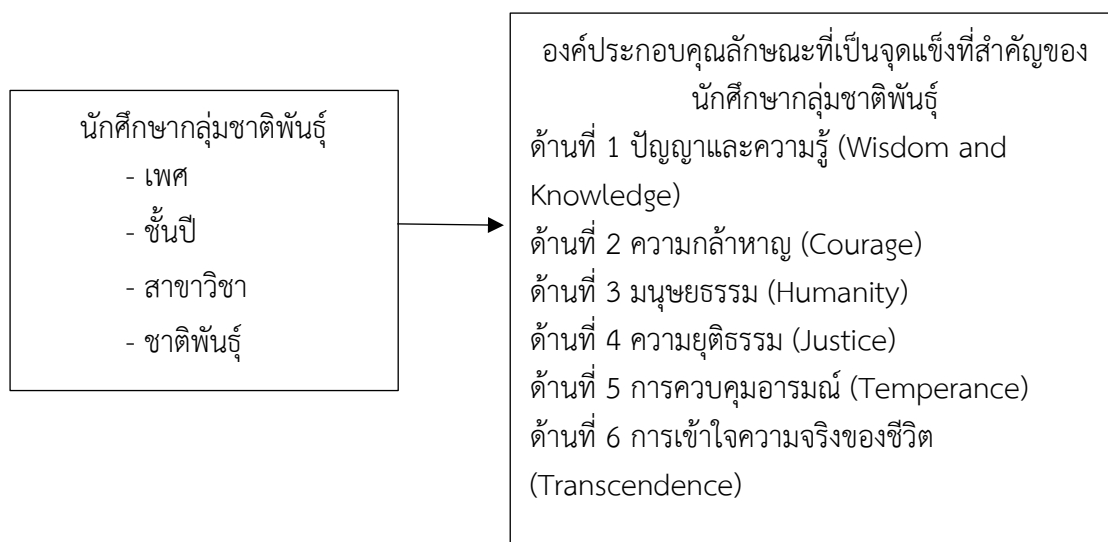 นักศึกษากลุ่มชาติพันธุ์
- เพศ
- ชั้นปี
- สาขาวิชา
- ชาติพันธุ์
องค์ประกอบคุณลักษณะที่เป็นจุดแข็งที่สำคัญของ
นักศึกษากลุ่มชาติพันธุ์
ด้านที่ 1 ปัญญาและความรู้ (Wisdom and
Knowledge)
ด้านที่ 2 ความกล้าหาญ (Courage)
ด้านที่ 3 มนุษยธรรม (Humanity)
ด้านที่ 4 ความยุติธรรม (Justice)
ด้านที่ 5 การควบคุมอารมณ์ (Temperance)
ด้านที่ 6 การเข้าใจความจริงของชีวิต
(Transcendence)